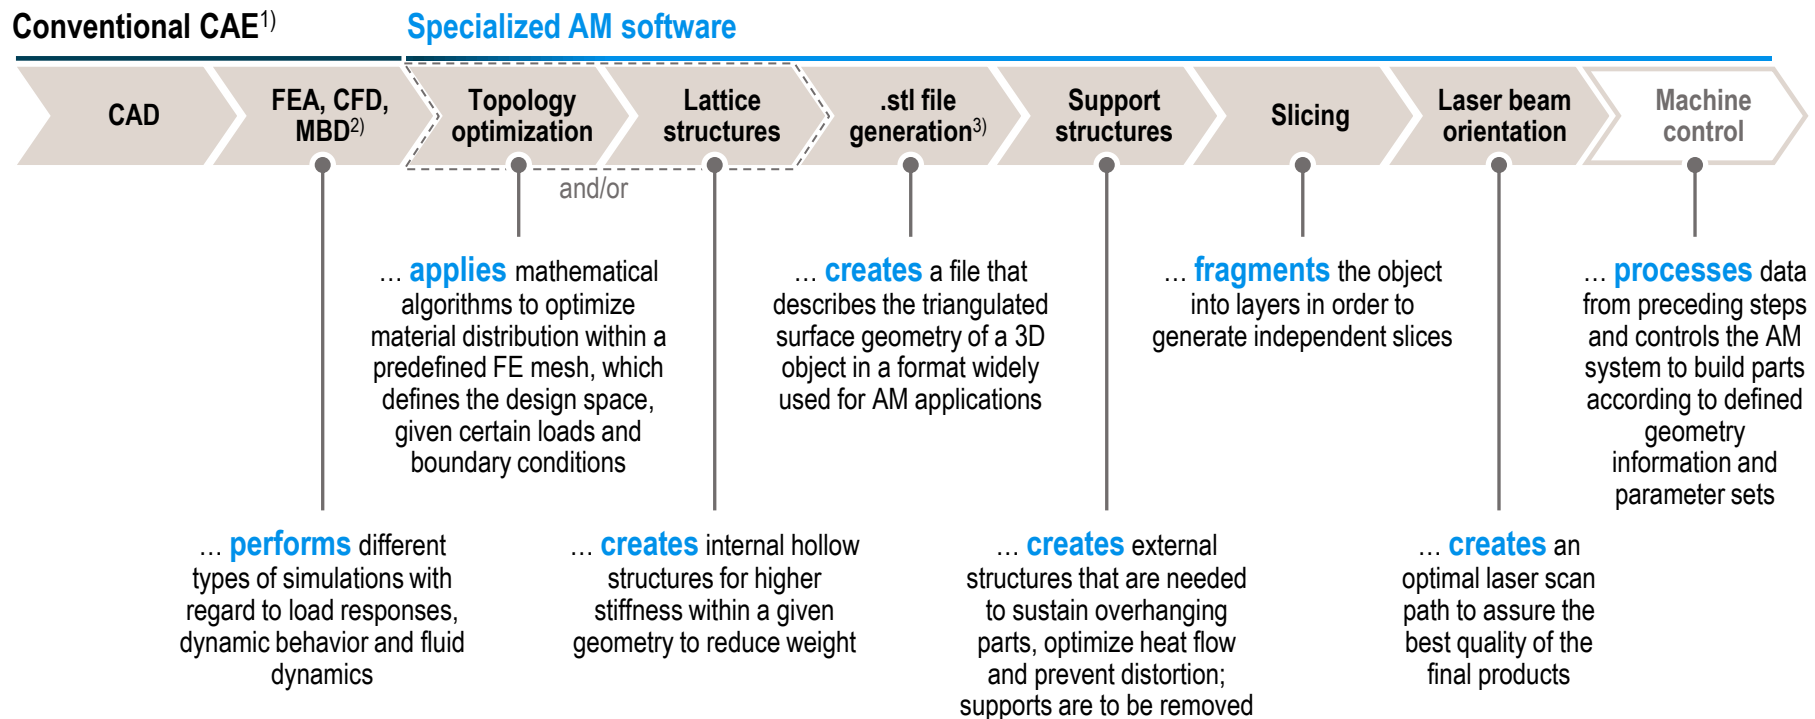 Conventional CAE1)
Specialized AM software
CAD
FEA, CFD,
MBD2)
Topology
optimization
Lattice
structures
.stl file
generation3)
Support
structures
Slicing
Laser beam
orientation
Machine
control
and/or
… applies mathematical
algorithms to optimize
material distribution within a
predefined FE mesh, which
defines the design space,
given certain loads and
boundary conditions
… creates a file that
describes the triangulated
surface geometry of a 3D
object in a format widely
used for AM applications
… fragments the object
into layers in order to
generate independent slices
… processes data
from preceding steps
and controls the AM
system to build parts
according to defined
geometry
information and
parameter sets
… performs different
types of simulations with
regard to load responses,
dynamic behavior and fluid
dynamics
… creates internal hollow
structures for higher
stiffness within a given
geometry to reduce weight
… creates external
structures that are needed
to sustain overhanging
parts, optimize heat flow
and prevent distortion;
supports are to be removed
… creates an
optimal laser scan
path to assure the
best quality of the
final products